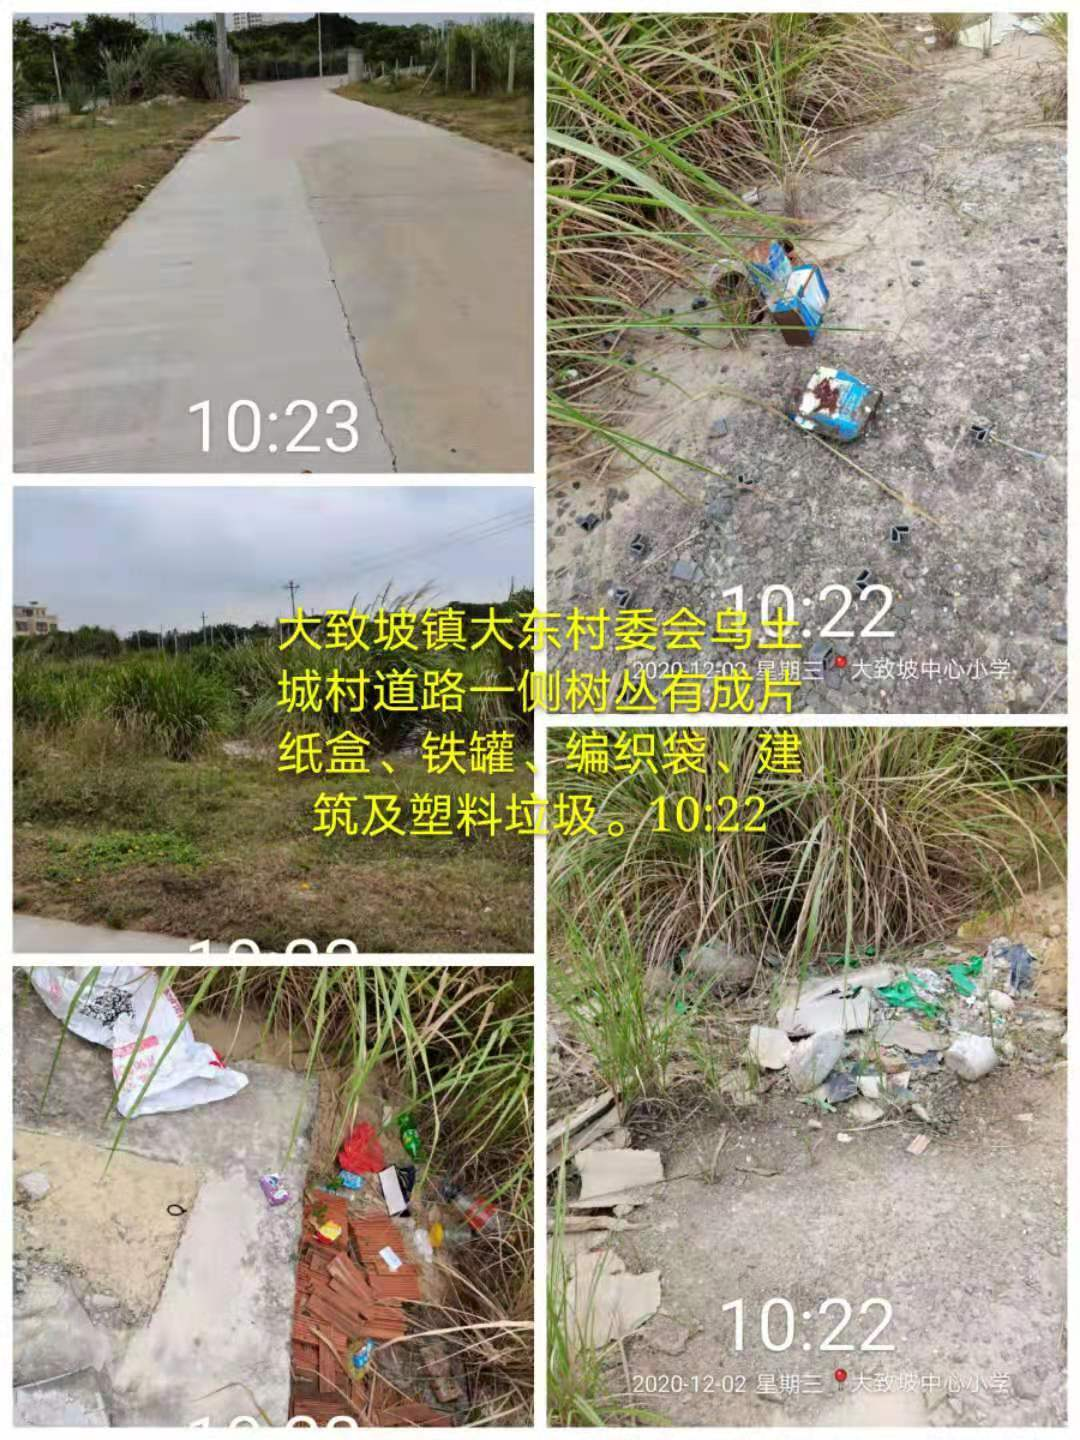 10:23
10:22
2020-12-02 星期三 大致坡中心小学
大致坡镇大东村委会乌土
城村道路一侧树丛有成片
纸盒、铁罐、编织袋、建
筑及塑料垃圾。10:22
10:22
2020-12-02 星期三 大致坡中心小学